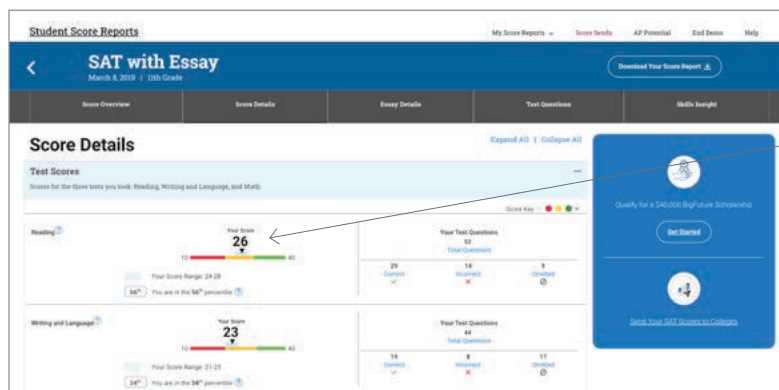 Student Score Reports
My Score Reports
Score Sends
AP Potential
End Demo
Help
SAT with Essay
March 8, 2019 | 11th Grade
Download Your Score Report
Score Overview
Score Details
Essay Details
Test Questions
Skills Insight
Score Details
Expand All | Collapse All
Test Scores
Scores for the three tests you took: Reading, Writing and Language, and Math.
Score Key
Reading
Your Score
26
10
40
Your Score Range: 24-28
56th You are in the 56th percentile
Your Test Questions
52
Total Questions
29
Correct
14
Incorrect
9
Omitted
Writing and Language
Your Score
23
10
40
Your Score Range: 21-25
34th You are in the 34th percentile
Your Test Questions
44
Total Questions
19
Correct
8
Incorrect
17
Omitted
Qualify for a $40,000 BigFuture Scholarship
Get Started
Send Your SAT Scores to Colleges